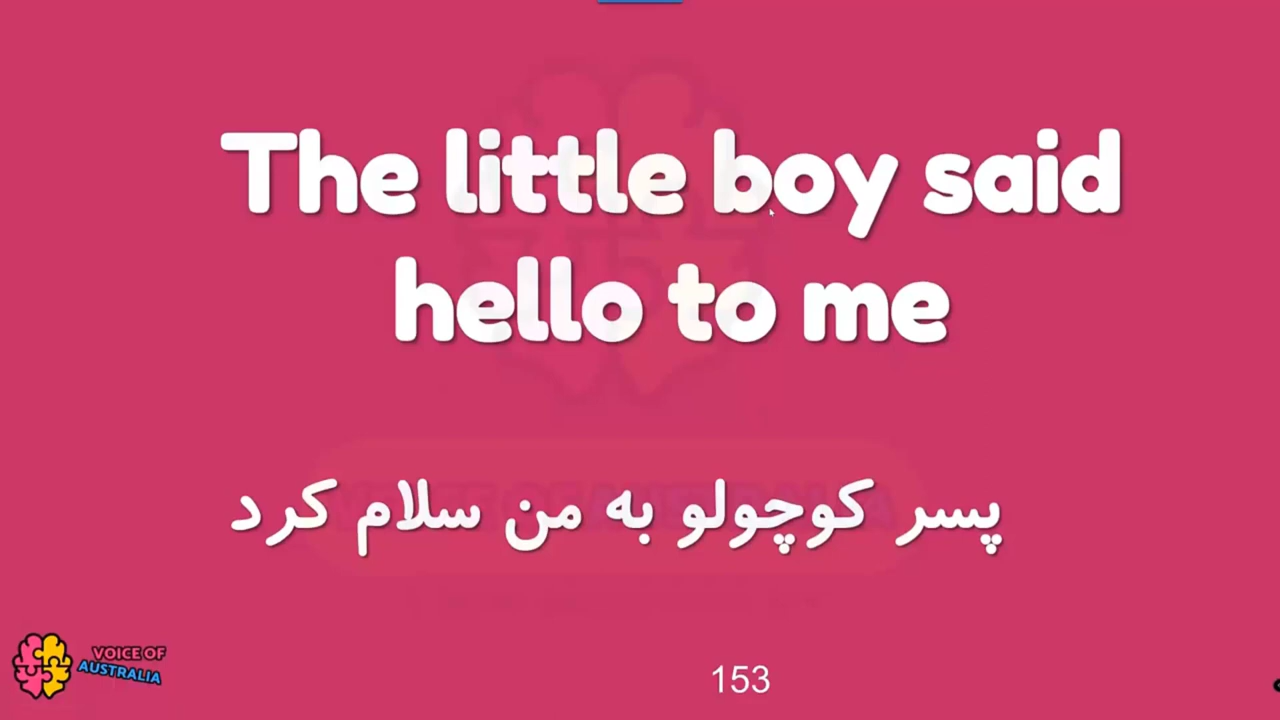 The little boy said
hello to me
پسر کوچولو به من سلام کرد
VOICE OF
AUSTRALIA
153